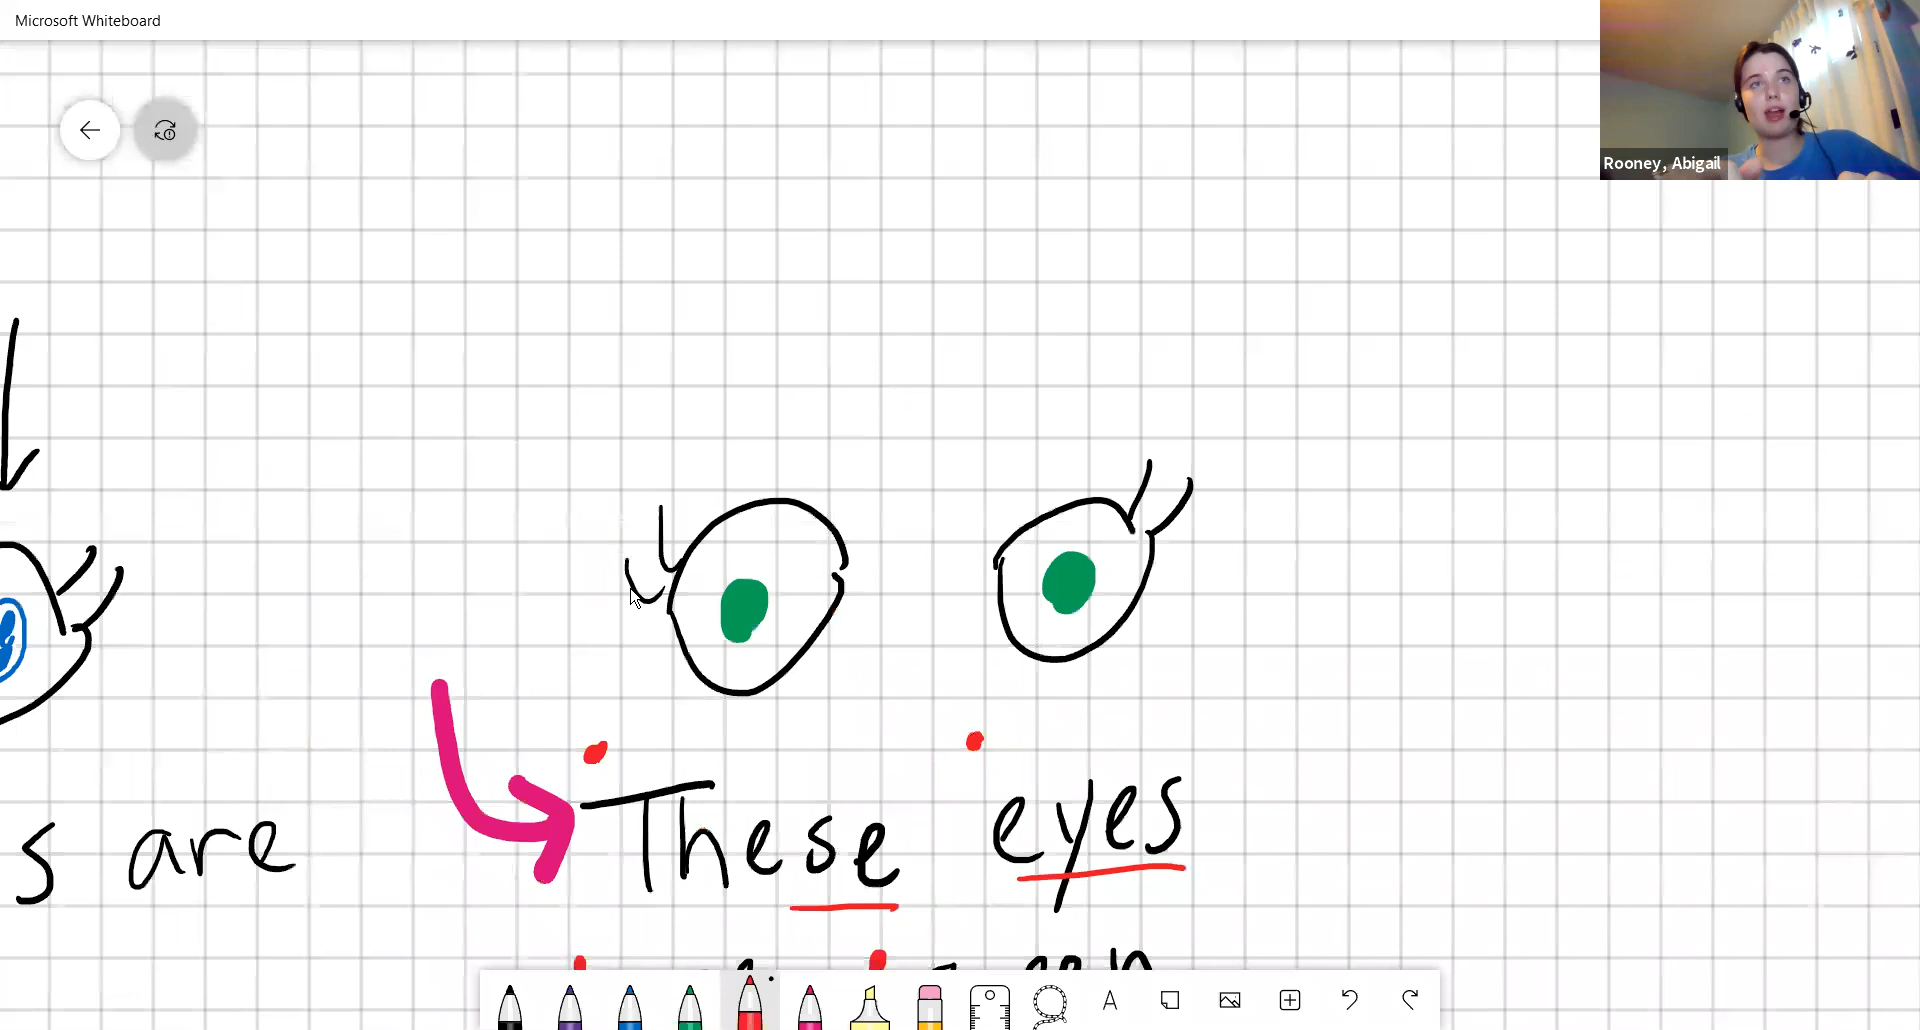 Microsoft Whiteboard
Rooney, Abigail
s are
These eyes